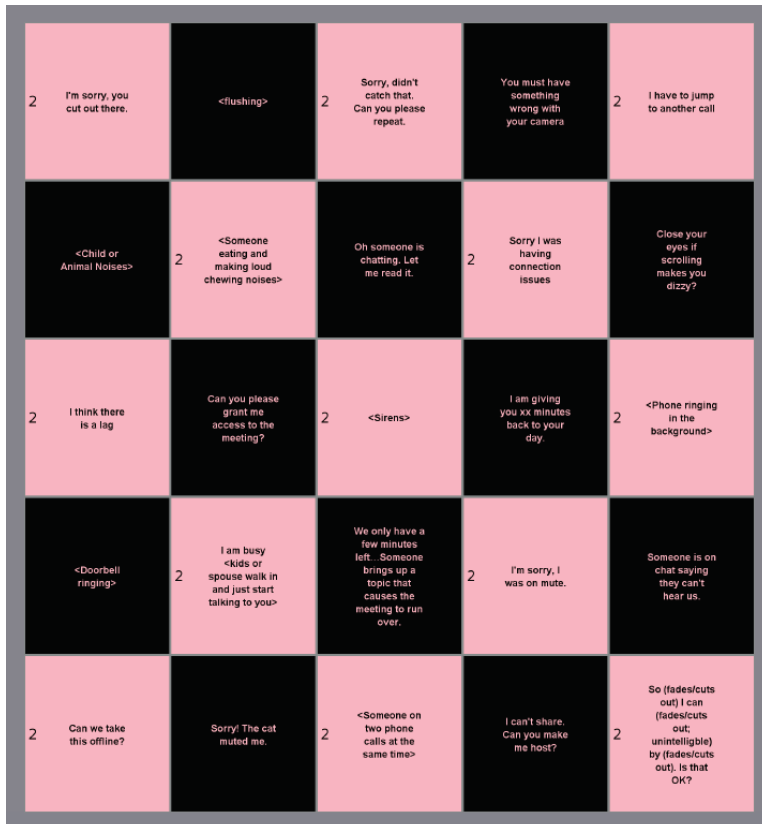 2
I'm sorry, you
cut out there.
<flushing>
2
Sorry, didn't
catch that.
Can you please
repeat.
You must have
something
wrong with
your camera
2
I have to jump
to another call
<Child or
Animal Noises>
2
<Someone
eating and
making loud
chewing noises>
Oh someone is
chatting. Let
me read it.
2
Sorry I was
having
connection
issues
Close your
eyes if
scrolling
makes you
dizzy?
2
I think there
is a lag
Can you please
grant me
access to the
meeting?
2
<Sirens>
I am giving
you xx minutes
back to your
day.
2
<Phone ringing
in the
background>
<Doorbell
ringing>
2
I am busy
<kids or
spouse walk in
and just start
talking to you>
We only have a
few minutes
left...Someone
brings up a
topic that
causes the
meeting to run
over.
2
I'm sorry, I
was on mute.
Someone is on
chat saying
they can't
hear us.
2
Can we take
this offline?
Sorry! The cat
muted me.
2
<Someone on
two phone
calls at the
same time>
I can't share.
Can you make
me host?
2
So (fades/cuts
out) I can
(fades/cuts
out;
unintelligble)
by (fades/cuts
out). Is that
OK?